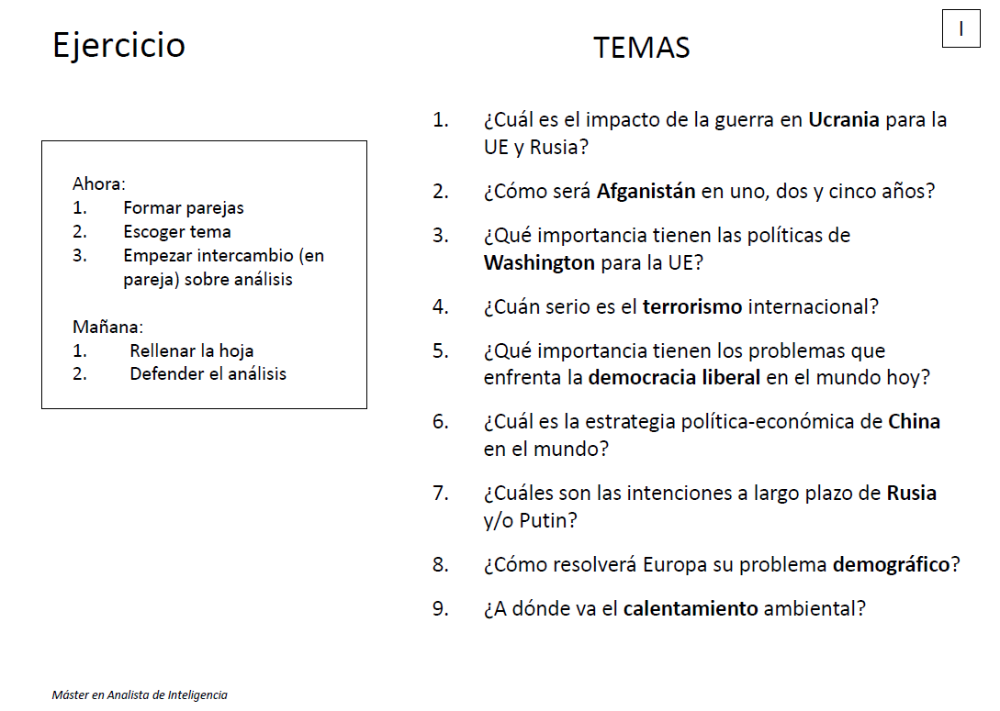 Ejercicio
TEMAS
I
Ahora:
1. Formar parejas
2. Escoger tema
3. Empezar intercambio (en
pareja) sobre análisis
Mañana:
1. Rellenar la hoja
2. Defender el análisis
1. ¿Cuál es el impacto de la guerra en Ucrania para la
UE y Rusia?
2. ¿Cómo será Afganistán en uno, dos y cinco años?
3. ¿Qué importancia tienen las políticas de
Washington para la UE?
4. ¿Cuán serio es el terrorismo internacional?
5. ¿Qué importancia tienen los problemas que
enfrenta la democracia liberal en el mundo hoy?
6. ¿Cuál es la estrategia política-económica de China
en el mundo?
7. ¿Cuáles son las intenciones a largo plazo de Rusia
y/o Putin?
8. ¿Cómo resolverá Europa su problema demográfico?
9. ¿A dónde va el calentamiento ambiental?
Máster en Analista de Inteligencia